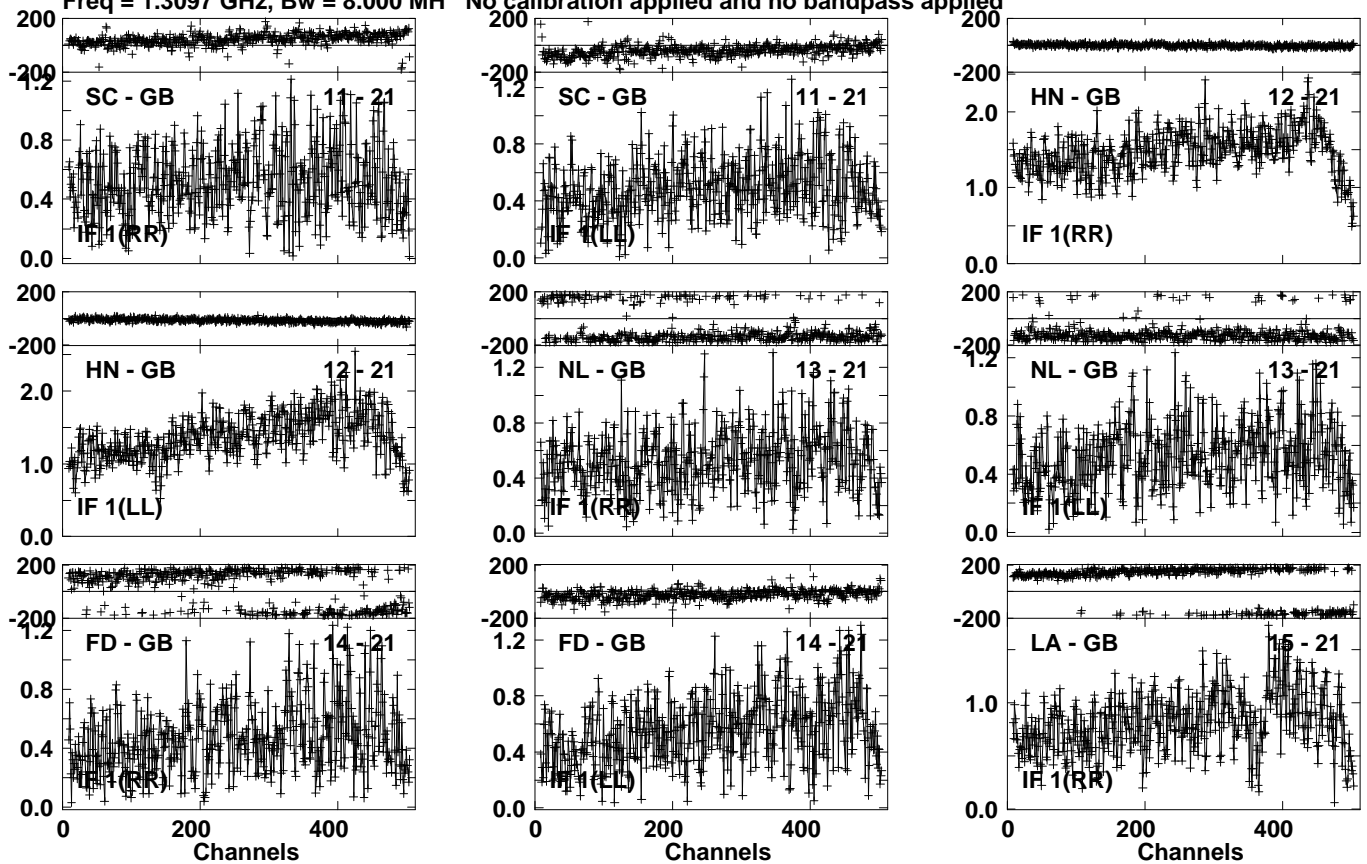 Freq = 1.3097 GHz, Bw = 8.000 MH No calibration applied and no bandpass applied
200 200 200
-200 -200 -200
1.2 SC - GB 11 - 21 1.2 SC - GB 11 - 21 HN - GB 12 - 21
2.0
0.8 0.8
1.0
0.4 0.4
IF 1(RR) IF 1(LL) IF 1(RR)
0.0 0.0 0.0
200 200 200
-200 -200 -200
HN - GB 12 - 21 1.2 NL - GB 13 - 21 1.2 NL - GB 13 - 21
2.0
0.8 0.8
1.0
0.4 0.4
IF 1(LL) IF 1(RR) IF 1(LL)
0.0 0.0 0.0
200 200 200
-200 -200 -200
1.2 FD - GB 14 - 21 1.2 FD - GB 14 - 21 LA - GB 15 - 21
0.8 0.8 1.0
0.4 0.4
IF 1(RR) IF 1(LL) IF 1(RR)
0.0 0.0 0.0
0 200 400 0 200 400 0 200 400
Channels Channels Channels